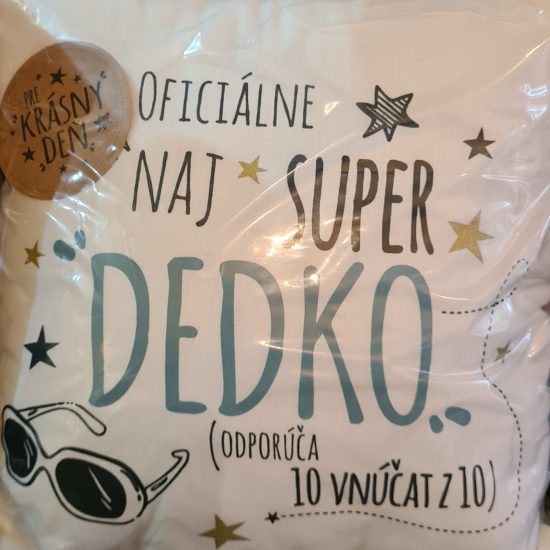 PRE
KRÁSNY
DEŇ
OFICIÁLNE
NAJ SUPER
DEDKO
(ODPORÚČA
10 VNÚČAT Z 10)